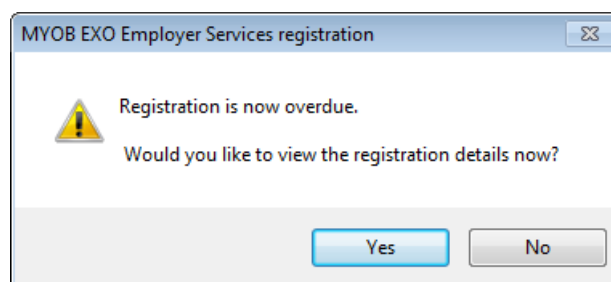 MYOB EXO Employer Services registration
Registration is now overdue.
Would you like to view the registration details now?
Yes
No